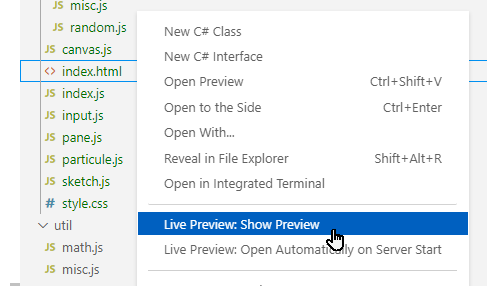 JS misc.js
JS random.js
JS canvas.js
<> index.html
JS index.js
JS input.js
JS pane.js
JS particule.js
JS sketch.js
# style.css
util
JS math.js
JS misc.js
New C# Class
New C# Interface
Open Preview Ctrl+Shift+V
Open to the Side Ctrl+Enter
Open With...
Reveal in File Explorer Shift+Alt+R
Open in Integrated Terminal
Live Preview: Show Preview
Live Preview: Open Automatically on Server Start